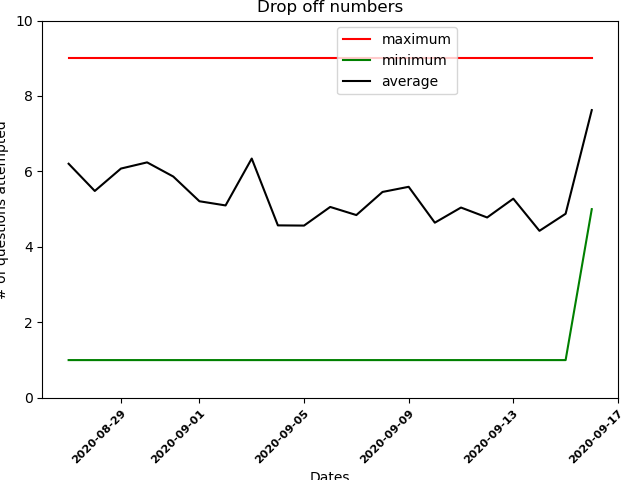 Drop off numbers
maximum
minimum
average
# of questions attempted
10
8
6
4
2
0
2020-08-29
2020-09-01
2020-09-05
2020-09-09
2020-09-13
2020-09-17
Dates